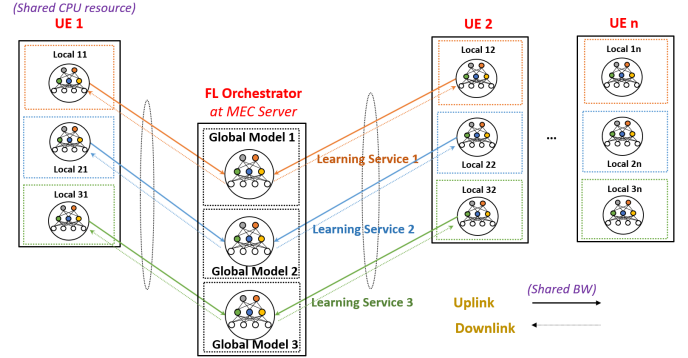 (Shared CPU resource)
UE 1
Local 11
Local 21
Local 31
FL Orchestrator
at MEC Server
Global Model 1
Global Model 2
Global Model 3
Learning Service 1
Learning Service 2
Learning Service 3
UE 2
Local 12
Local 22
Local 32
...
UE n
Local 1n
Local 2n
Local 3n
(Shared BW)
Uplink
Downlink